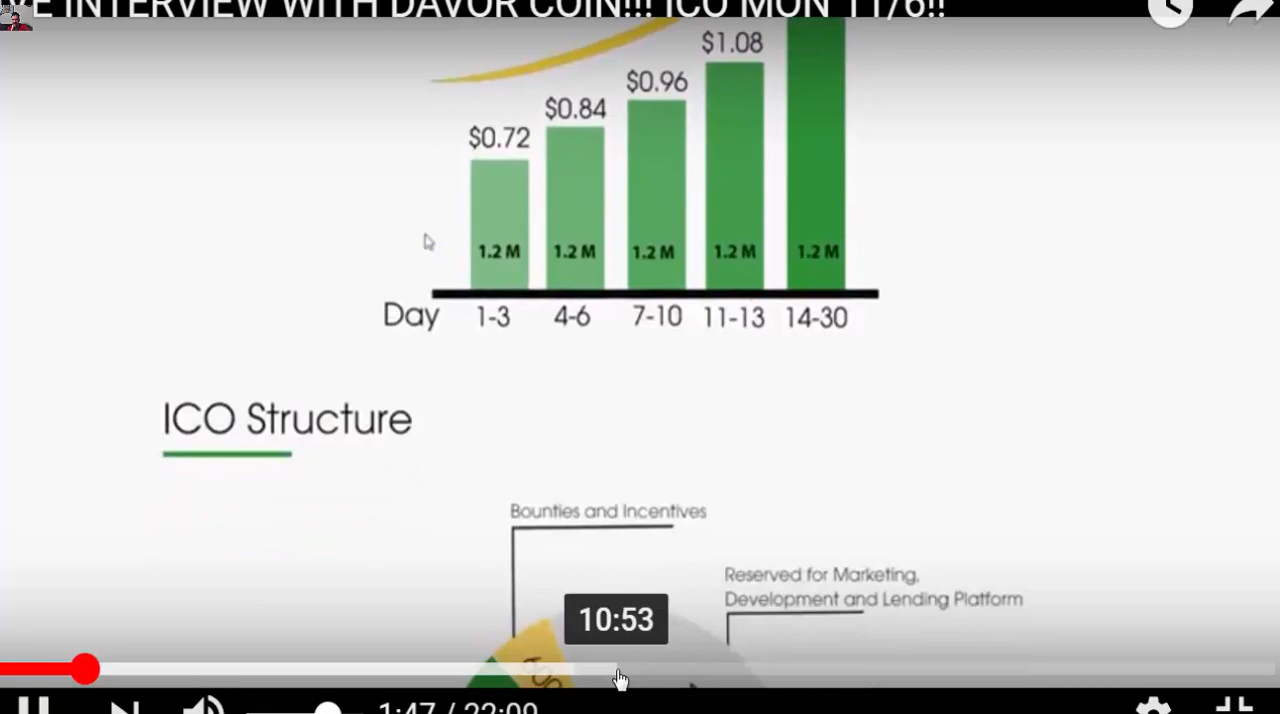 VE INTERVIEW WITH DAVOR COIN!!! ICO MON 11/6!!
$1.08
$0.96
$0.84
$0.72
1.2 M 1.2 M 1.2 M 1.2 M 1.2 M
Day 1-3 4-6 7-10 11-13 14-30
ICO Structure
Bounties and Incentives
Reserved for Marketing,
Development and Lending Platform
10:53
1:47 / 22:09